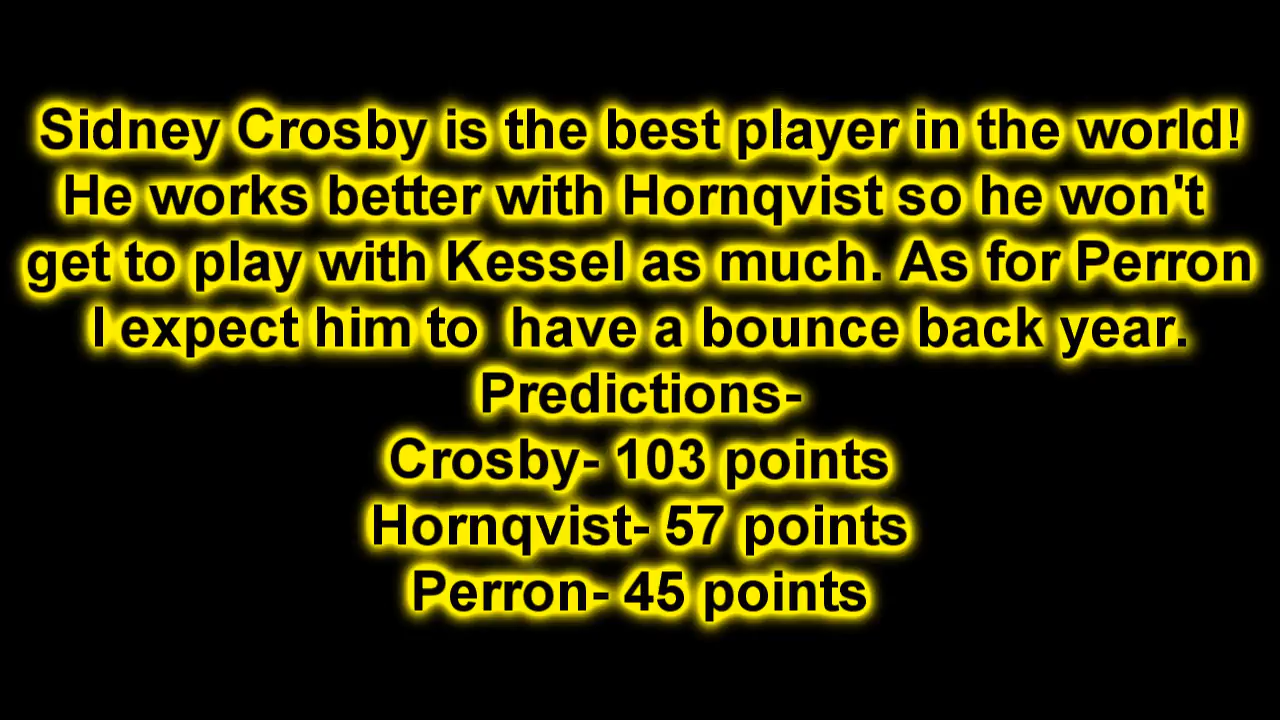 Sidney Crosby is the best player in the world!
He works better with Hornqvist so he won't
get to play with Kessel as much. As for Perron
I expect him to  have a bounce back year.
Predictions-
Crosby- 103 points
Hornqvist- 57 points
Perron- 45 points